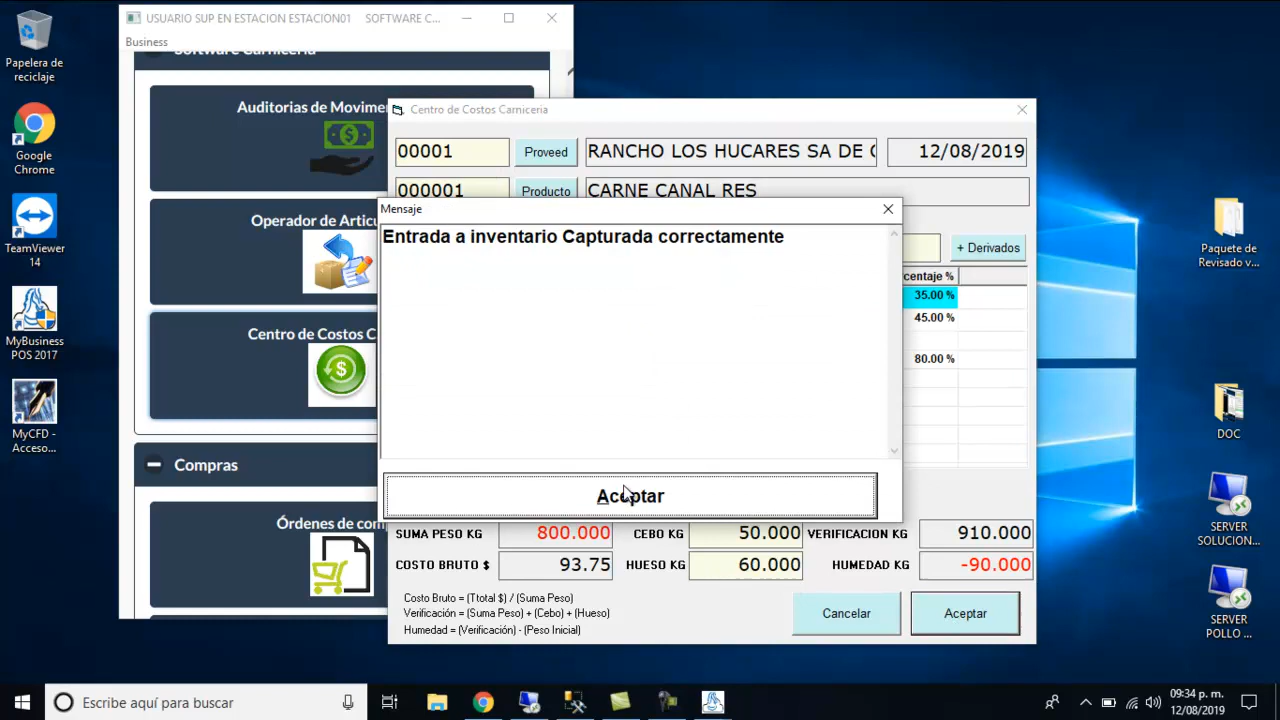 Papelera de
reciclaje
Google
Chrome
TeamViewer
14
MyBusiness
POS 2017
MyCFD -
Acceso...
USUARIO SUP EN ESTACION ESTACION01 SOFTWARE C...
Business
Software Carniceria
Auditorias de Movime
Operador de Articu
Centro de Costos C
Compras
Órdenes de com
Centro de Costos Carniceria
00001 Proveed RANCHO LOS HUCARES SA DE C 12/08/2019
000001 Producto CARNE CANAL RES
+ Derivados
centaje %
35.00 %
45.00 %
80.00 %
Mensaje
Entrada a inventario Capturada correctamente
Aceptar
SUMA PESO KG 800.000 CEBO KG 50.000 VERIFICACION KG 910.000
COSTO BRUTO $ 93.75 HUESO KG 60.000 HUMEDAD KG -90.000
Costo Bruto = (Ttotal $) / (Suma Peso)
Verificación = (Suma Peso) + (Cebo) + (Hueso)
Humedad = (Verificación) - (Peso Inicial)
Cancelar Aceptar
Paquete de
Revisado v...
DOC
SERVER
SOLUCION...
SERVER
POLLO ...
Escribe aquí para buscar
09:34 p. m.
12/08/2019